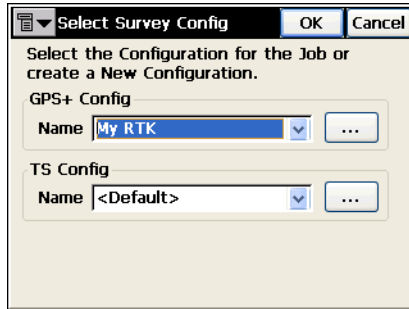 Select Survey Config OK Cancel
Select the Configuration for the Job or
create a New Configuration.
GPS+ Config
Name My RTK ...
TS Config
Name <Default> ...